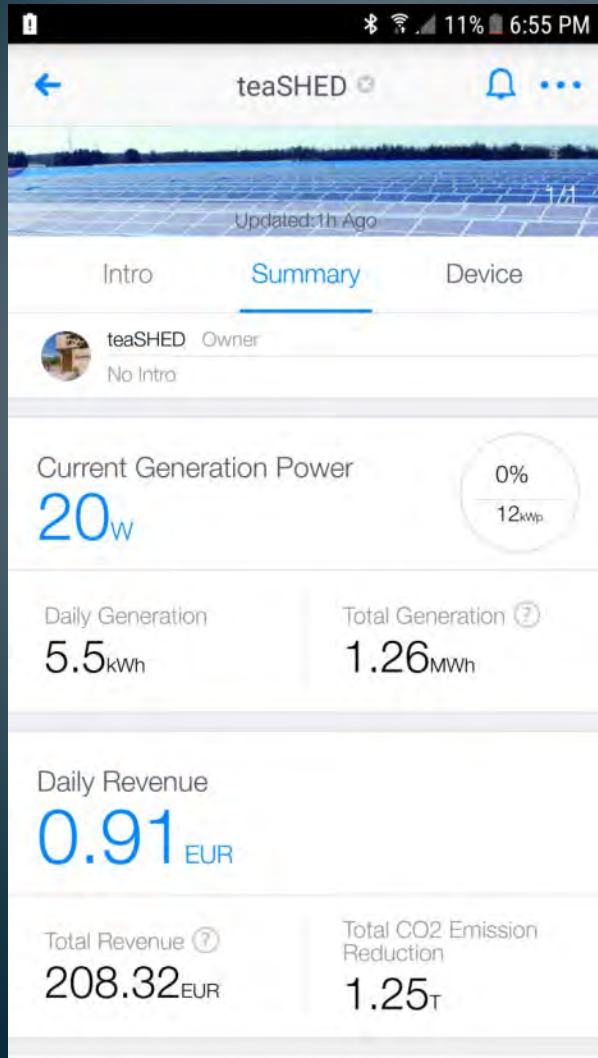 11% 6:55 PM
teaSHED
1/1
Updated:1h Ago
Intro Summary Device
teaSHED Owner
No Intro
Current Generation Power
20W
0%
12kWp
Daily Generation
5.5kWh
Total Generation ?
1.26MWh
Daily Revenue
0.91 EUR
Total Revenue ?
208.32EUR
Total CO2 Emission
Reduction
1.25T